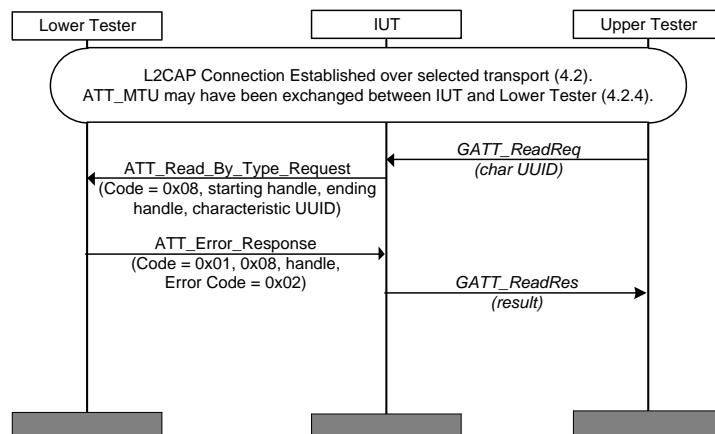 Lower Tester
IUT
Upper Tester
L2CAP Connection Established over selected transport (4.2).
ATT_MTU may have been exchanged between IUT and Lower Tester (4.2.4).
GATT_ReadReq
(char UUID)
ATT_Read_By_Type_Request
(Code = 0x08, starting handle, ending
handle, characteristic UUID)
ATT_Error_Response
(Code = 0x01, 0x08, handle,
Error Code = 0x02)
GATT_ReadRes
(result)